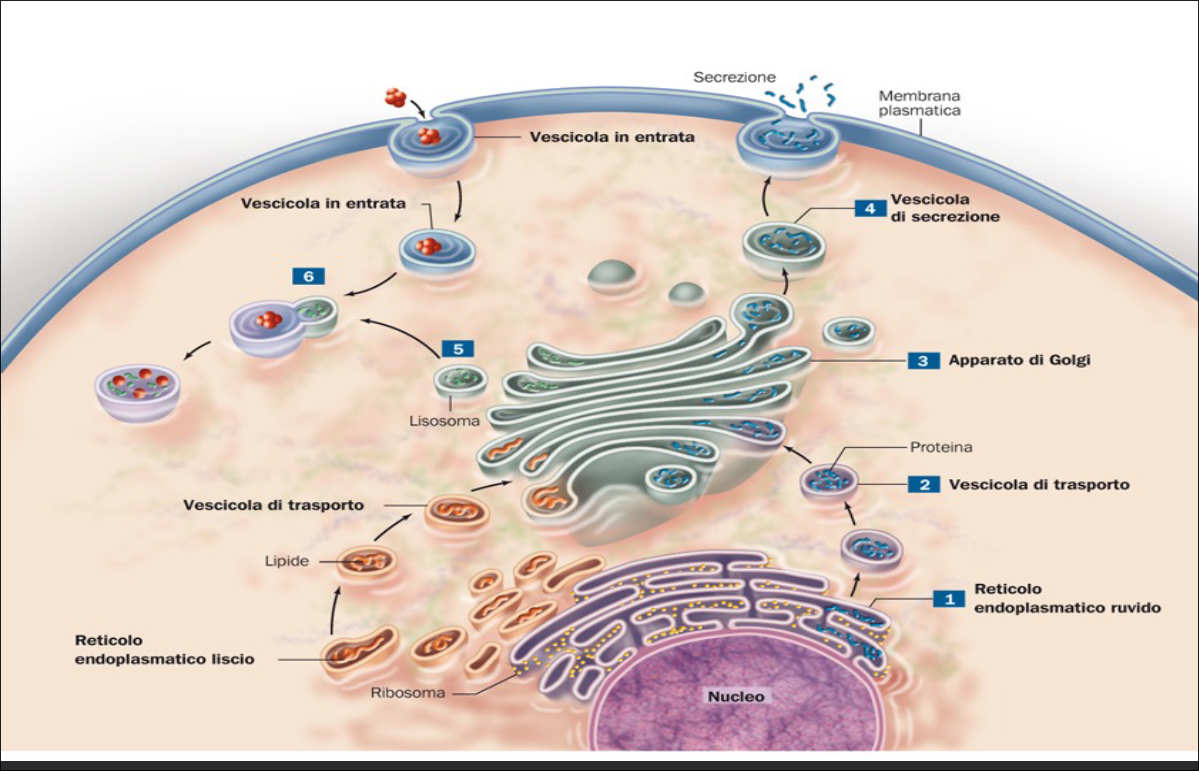 Secrezione
Membrana
plasmatica
Vescicola in entrata
Vescicola in entrata
4 Vescicola
di secrezione
6
5
3 Apparato di Golgi
Lisosoma
Proteina
2 Vescicola di trasporto
Vescicola di trasporto
Lipide
1 Reticolo
endoplasmatico ruvido
Reticolo
endoplasmatico liscio
Ribosoma
Nucleo